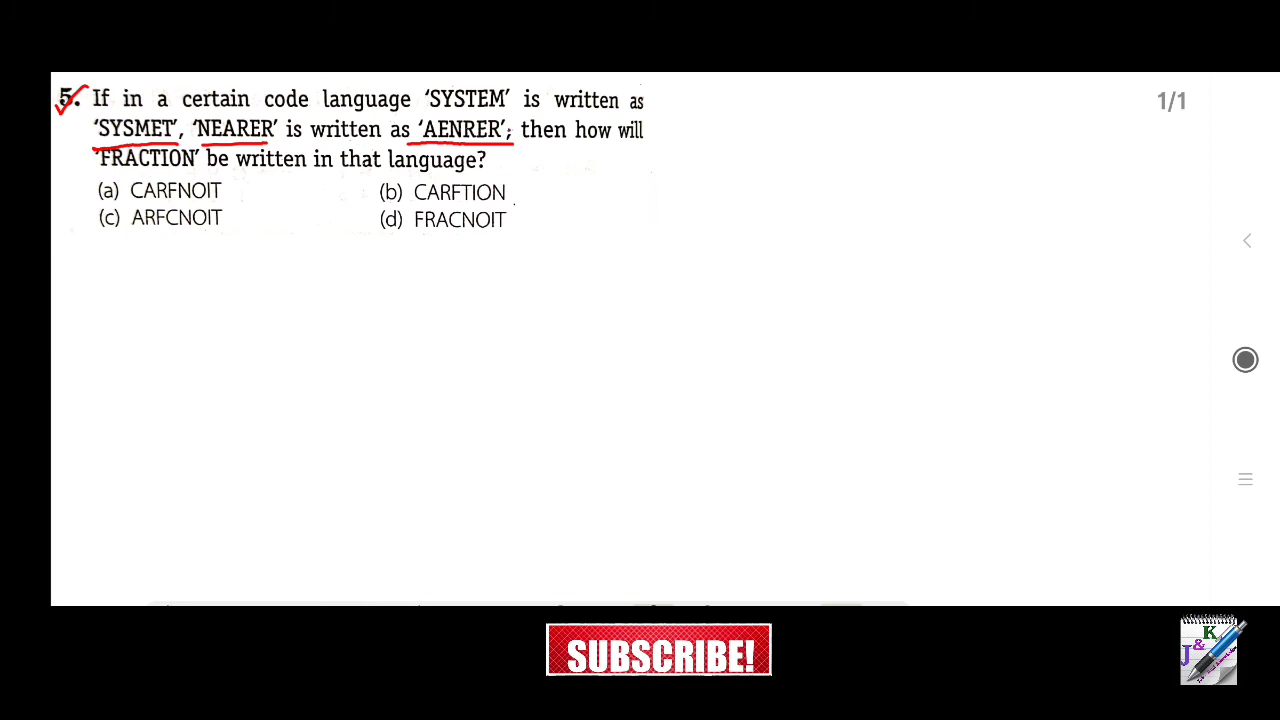 5. If in a certain code language 'SYSTEM' is written as
'SYSMET', 'NEARER' is written as 'AENRER'; then how will
'FRACTION' be written in that language?
(a) CARFNOIT (b) CARFTION
(c) ARFCNOIT (d) FRACNOIT
1/1
SUBSCRIBE!
J&K